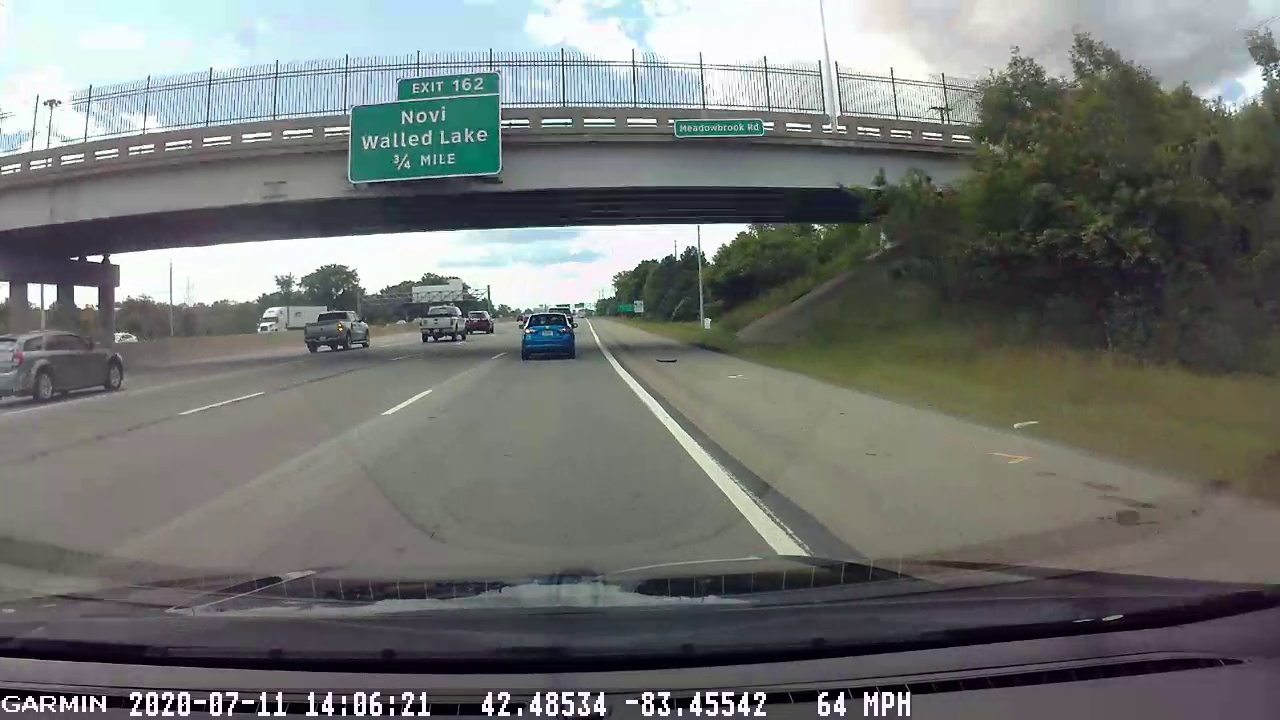 EXIT 162
Novi
Walled Lake
¾ MILE
Meadowbrook Rd
GARMIN 2020-07-11 14:06:21 42.48534 -83.45542 64 MPH